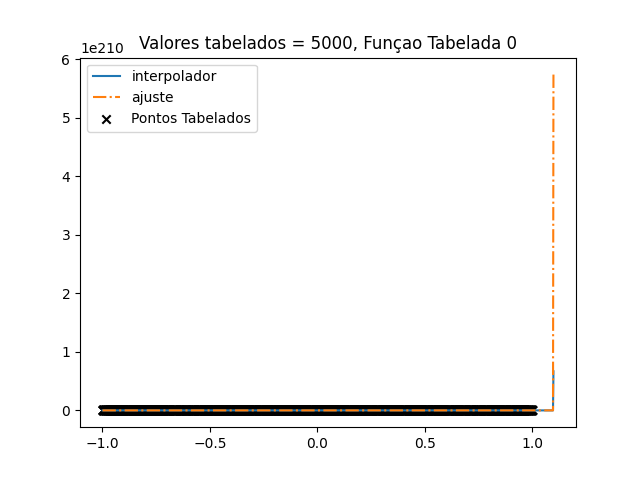 1e210
Valores tabelados = 5000, Funçao Tabelada 0
interpolador
ajuste
Pontos Tabelados
6
5
4
3
2
1
0
−1.0 −0.5 0.0 0.5 1.0